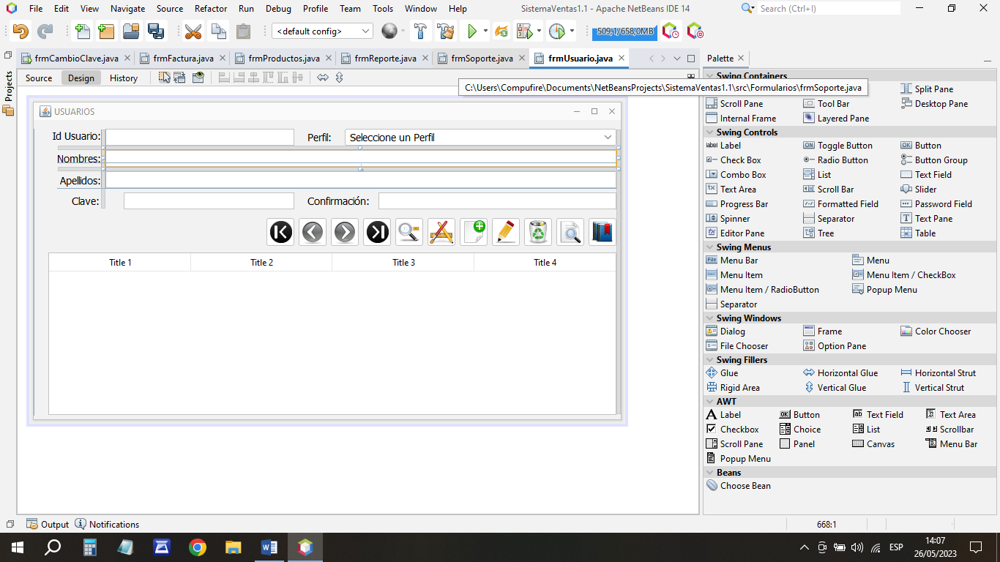 File Edit View Navigate Source Refactor Run Debug Profile Team Tools Window Help SistemaVentas1.1 - Apache NetBeans IDE 14 Search (Ctrl+I)
<default config> 509,1/658,0MB
frmCambioClave.java frmFactura.java frmProductos.java frmReporte.java frmSoporte.java frmUsuario.java Palette
Source Design History
Projects
C:\Users\Compufire\Documents\NetBeansProjects\SistemaVentas1.1\src\Formularios\frmSoporte.java
USUARIOS
Id Usuario: Perfil: Seleccione un Perfil
Nombres:
Apellidos:
Clave: Confirmación:
Title 1 Title 2 Title 3 Title 4
Swing Containers
Split Pane
Scroll Pane Tool Bar Desktop Pane
Internal Frame Layered Pane
Swing Controls
label Label ON Toggle Button OK Button
Check Box Radio Button Button Group
Combo Box List Text Field
Text Area Scroll Bar Slider
Progress Bar Formatted Field Password Field
Spinner Separator Text Pane
Editor Pane Tree Table
Swing Menus
File Menu Bar Menu
Menu Item Menu Item / CheckBox
Menu Item / RadioButton Popup Menu
Separator
Swing Windows
Dialog Frame Color Chooser
File Chooser Option Pane
Swing Fillers
Glue Horizontal Glue Horizontal Strut
Rigid Area Vertical Glue Vertical Strut
AWT
A Label OK Button Text Field Text Area
Checkbox Choice List Scrollbar
Scroll Pane Panel Canvas Menu Bar
Popup Menu
Beans
Choose Bean
Output Notifications 668:1
ESP 14:07
26/05/2023